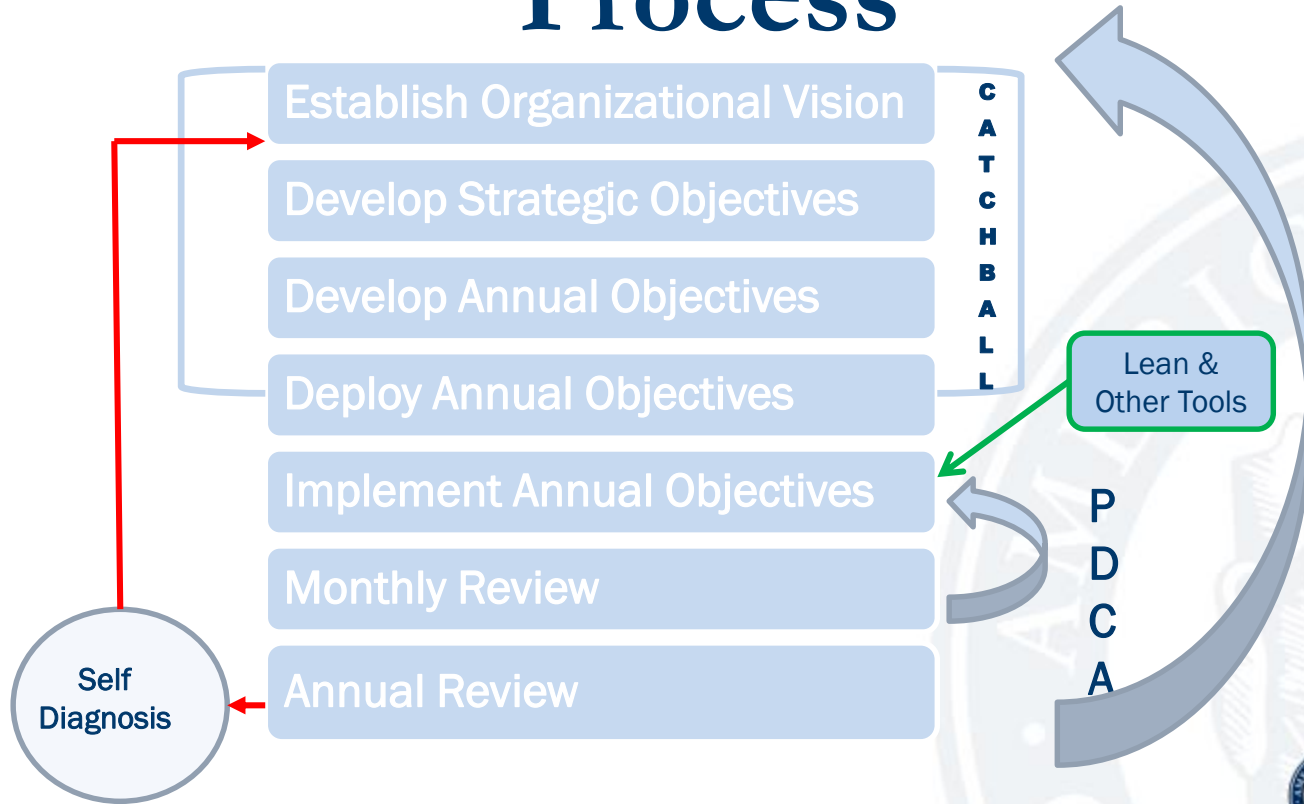 Process
Establish Organizational Vision
Develop Strategic Objectives
Develop Annual Objectives
Deploy Annual Objectives
Implement Annual Objectives
Monthly Review
Annual Review
C
A
T
C
H
B
A
L
L
Lean &
Other Tools
P
D
C
A
Self
Diagnosis